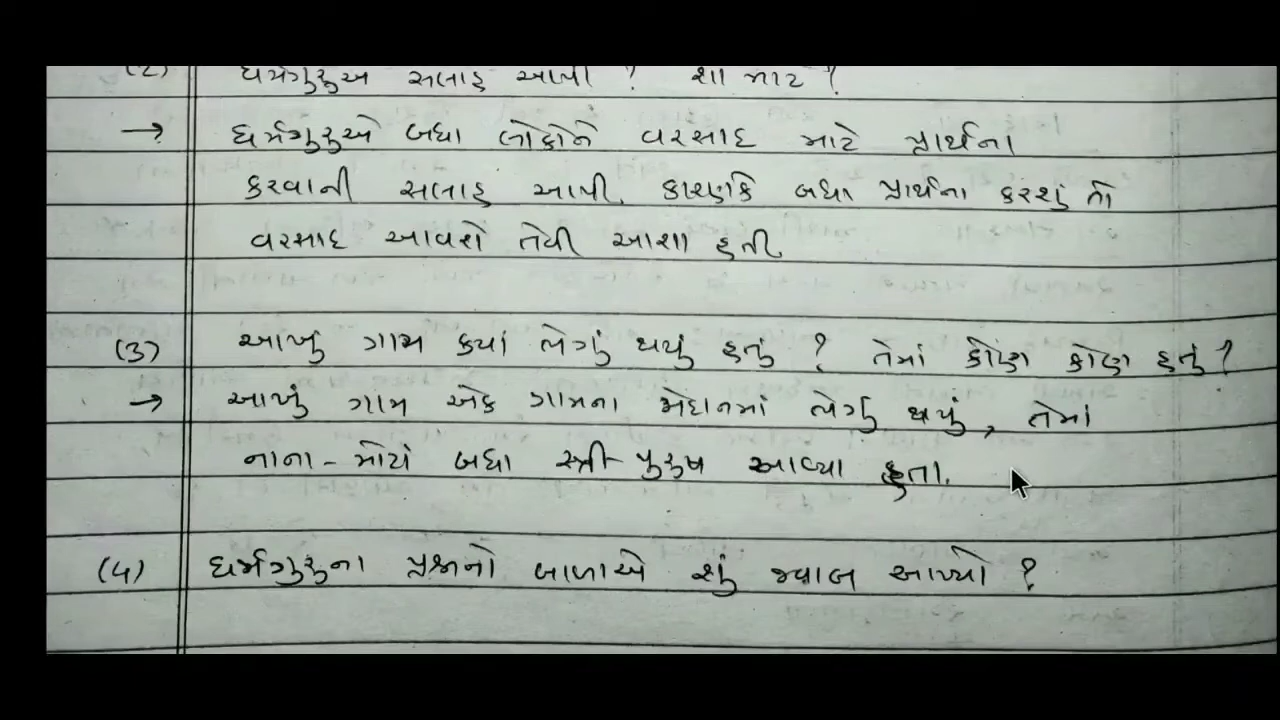 (2) ધર્મગુરુએ સલાહ આપી ? શા માટે ?
→ ધર્મગુરુએ બધા લોકોને વરસાદ માટે પ્રાર્થના
કરવાની સલાહ આપી. કારણકે બધા પ્રાર્થના કરશું તો
વરસાદ આવશે તેવી આશા હતી.
(3) આખું ગામ કયાં ભેગું થયું હતું ? તેમાં કોણ કોણ હતું ?
→ આખું ગામ એક ગામના મેદાનમાં ભેગું થયું, તેમાં
નાના - મોટાં બધા સ્ત્રી-પુરુષ આવ્યા હતા.
(4) ધર્મગુરુના પ્રશ્નનો બાળાએ શું જવાબ આપ્યો ?